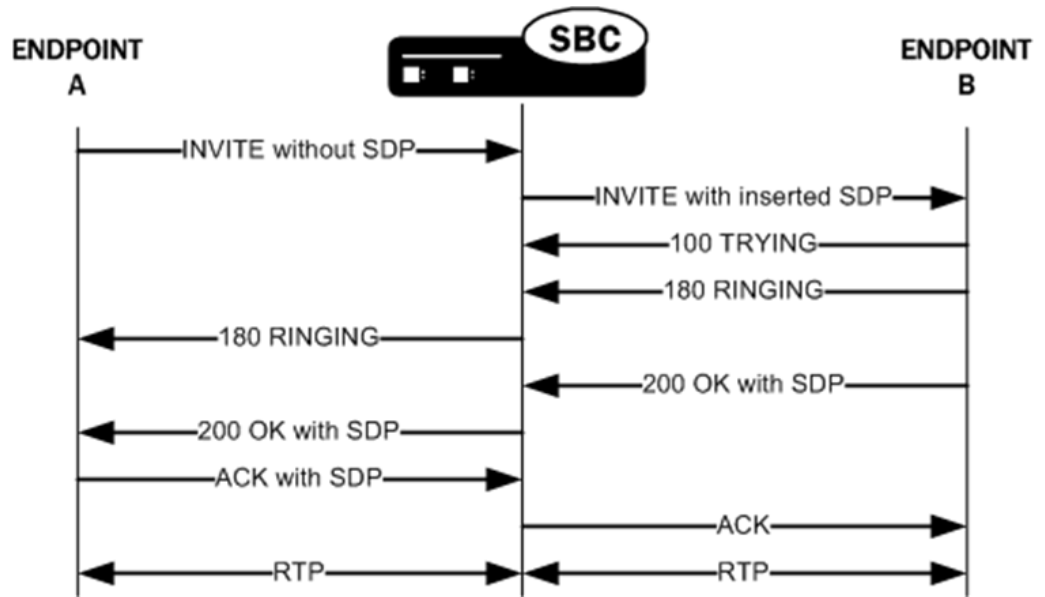 ENDPOINT
A
SBC
ENDPOINT
B
INVITE without SDP
INVITE with inserted SDP
100 TRYING
180 RINGING
180 RINGING
200 OK with SDP
200 OK with SDP
ACK with SDP
ACK
RTP
RTP